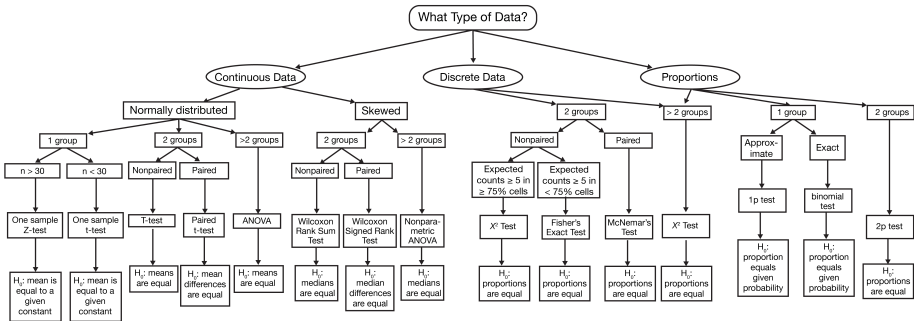 What Type of Data?
Continuous Data
Discrete Data
Proportions
Normally distributed
Skewed
2 groups
> 2 groups
1 group
2 groups
1 group
2 groups
>2 groups
2 groups
> 2 groups
Nonpaired
Paired
Approx-
imate
Exact
n > 30
n < 30
Nonpaired
Paired
Nonpaired
Paired
Expected
counts ≥ 5 in
≥ 75% cells
Expected
counts ≥ 5 in
< 75% cells
1p test
binomial
test
One sample
Z-test
One sample
t-test
T-test
Paired
t-test
ANOVA
Wilcoxon
Rank Sum
Test
Wilcoxon
Signed Rank
Test
Nonpara-
metric
ANOVA
X² Test
Fisher's
Exact Test
McNemar's
Test
X² Test
2p test
H₀: mean is
equal to a
given
constant
H₀: mean is
equal to a
given
constant
H₀: means
are equal
H₀: mean
differences
are equal
H₀: means
are equal
H₀:
medians are
equal
H₀:
median
differences
are equal
H₀:
medians are
equal
H₀:
proportions
are equal
H₀:
proportions
are equal
H₀:
proportions
are equal
H₀:
proportions
are equal
H₀:
proportion
equals
given
probability
H₀:
proportion
equals
given
probability
H₀:
proportions
are equal